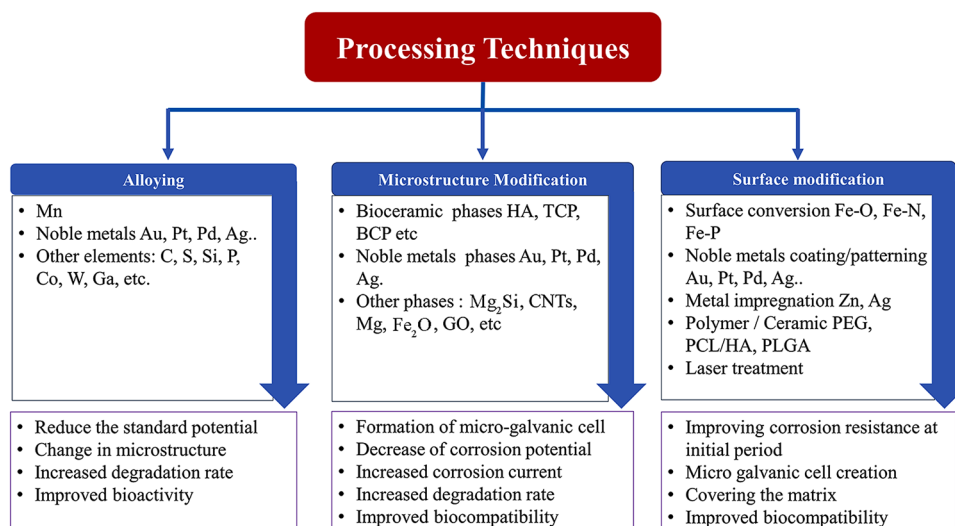 Processing Techniques
Alloying
• Mn
• Noble metals Au, Pt, Pd, Ag..
• Other elements: C, S, Si, P,
Co, W, Ga, etc.
• Reduce the standard potential
• Change in microstructure
• Increased degradation rate
• Improved bioactivity
Microstructure Modification
• Bioceramic phases HA, TCP,
BCP etc
• Noble metals phases Au, Pt, Pd,
Ag.
• Other phases : Mg₂Si, CNTs,
Mg, Fe₂O, GO, etc
• Formation of micro-galvanic cell
• Decrease of corrosion potential
• Increased corrosion current
• Increased degradation rate
• Improved biocompatibility
Surface modification
• Surface conversion Fe-O, Fe-N,
Fe-P
• Noble metals coating/patterning
Au, Pt, Pd, Ag..
• Metal impregnation Zn, Ag
• Polymer / Ceramic PEG,
PCL/HA, PLGA
• Laser treatment
• Improving corrosion resistance at
initial period
• Micro galvanic cell creation
• Covering the matrix
• Improved biocompatibility